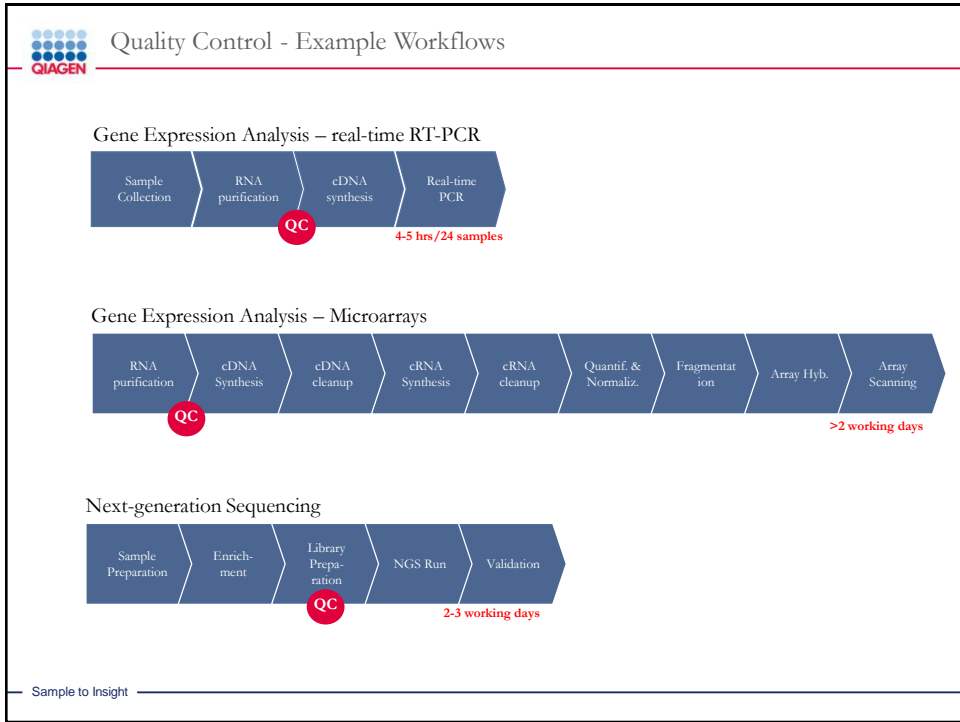 QIAGEN
Quality Control - Example Workflows
Gene Expression Analysis – real-time RT-PCR
Sample
Collection
RNA
purification
cDNA
synthesis
Real-time
PCR
QC
4-5 hrs/24 samples
Gene Expression Analysis – Microarrays
RNA
purification
cDNA
Synthesis
cDNA
cleanup
cRNA
Synthesis
cRNA
cleanup
Quantif. &
Normaliz.
Fragmentat
ion
Array Hyb.
Array
Scanning
QC
>2 working days
Next-generation Sequencing
Sample
Preparation
Enrich-
ment
Library
Prepa-
ration
NGS Run
Validation
QC
2-3 working days
Sample to Insight